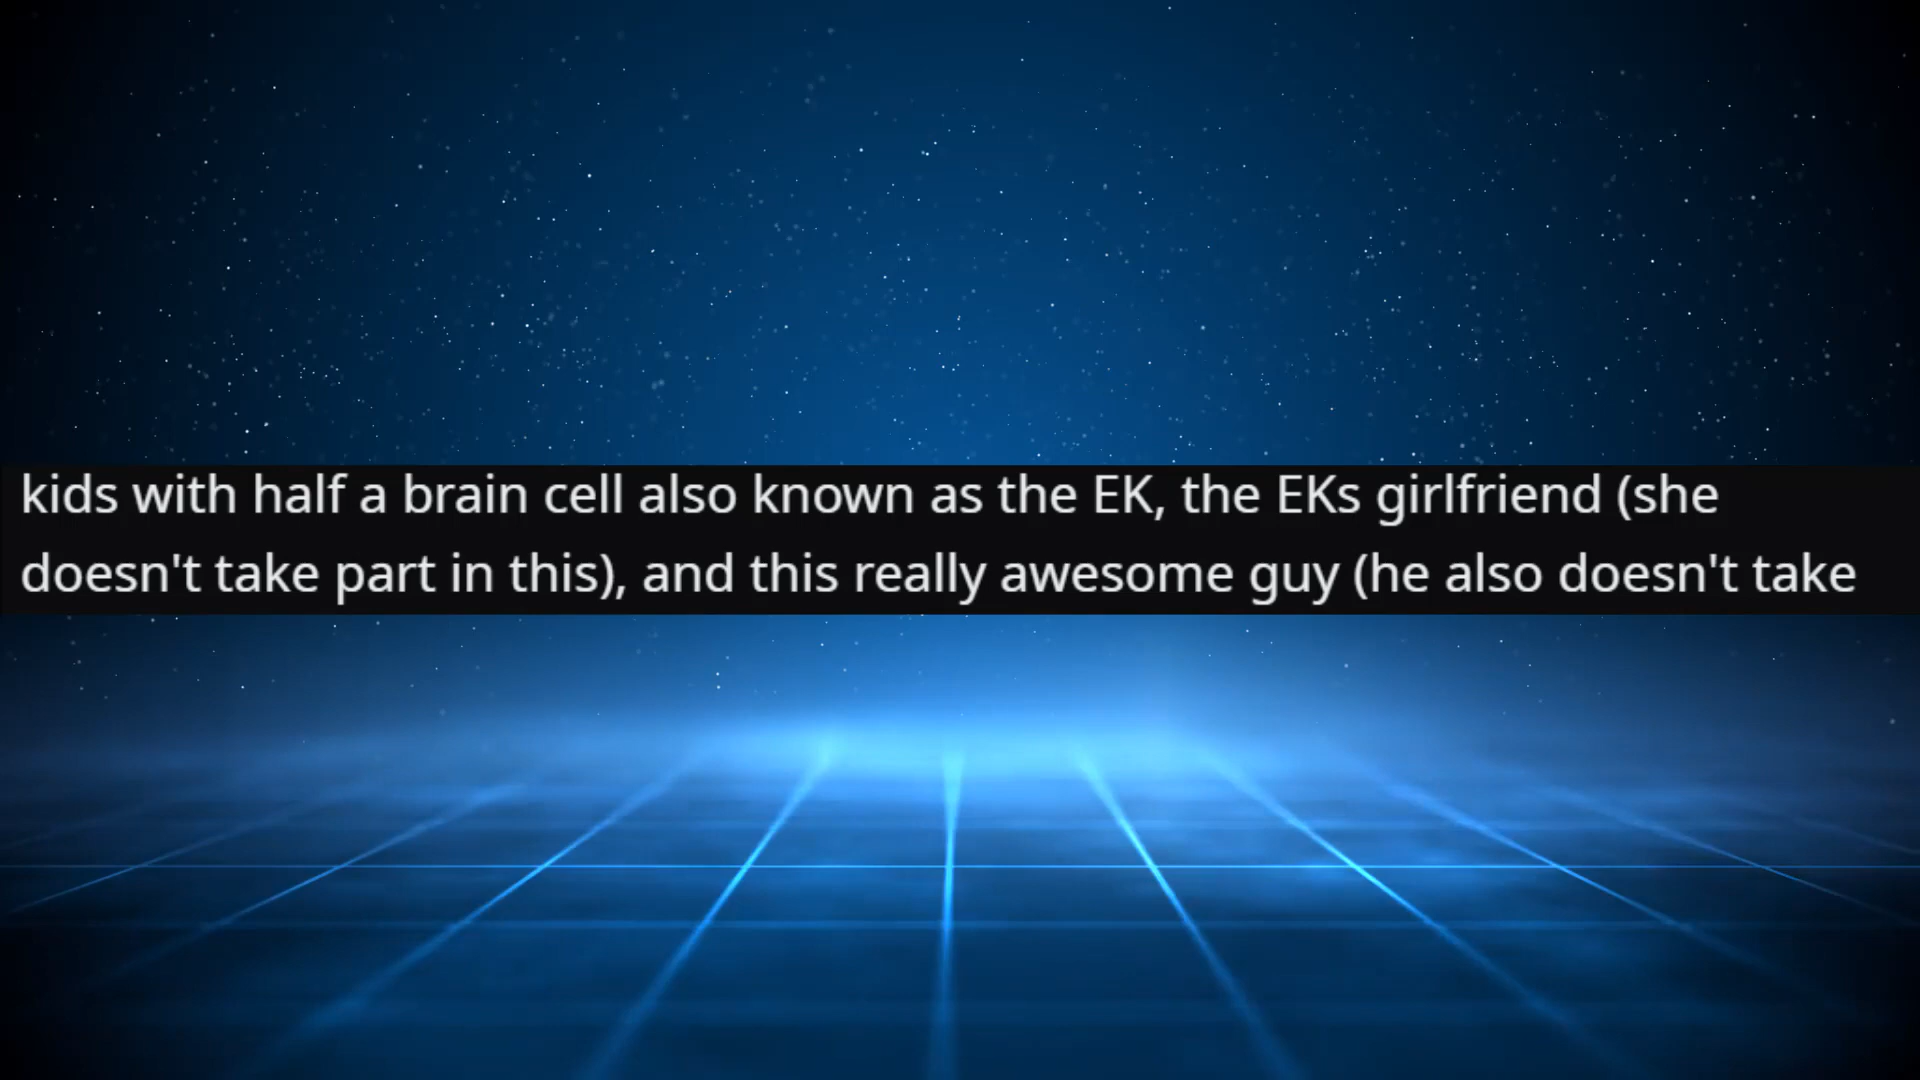 kids with half a brain cell also known as the EK, the EKs girlfriend (she
doesn't take part in this), and this really awesome guy (he also doesn't take